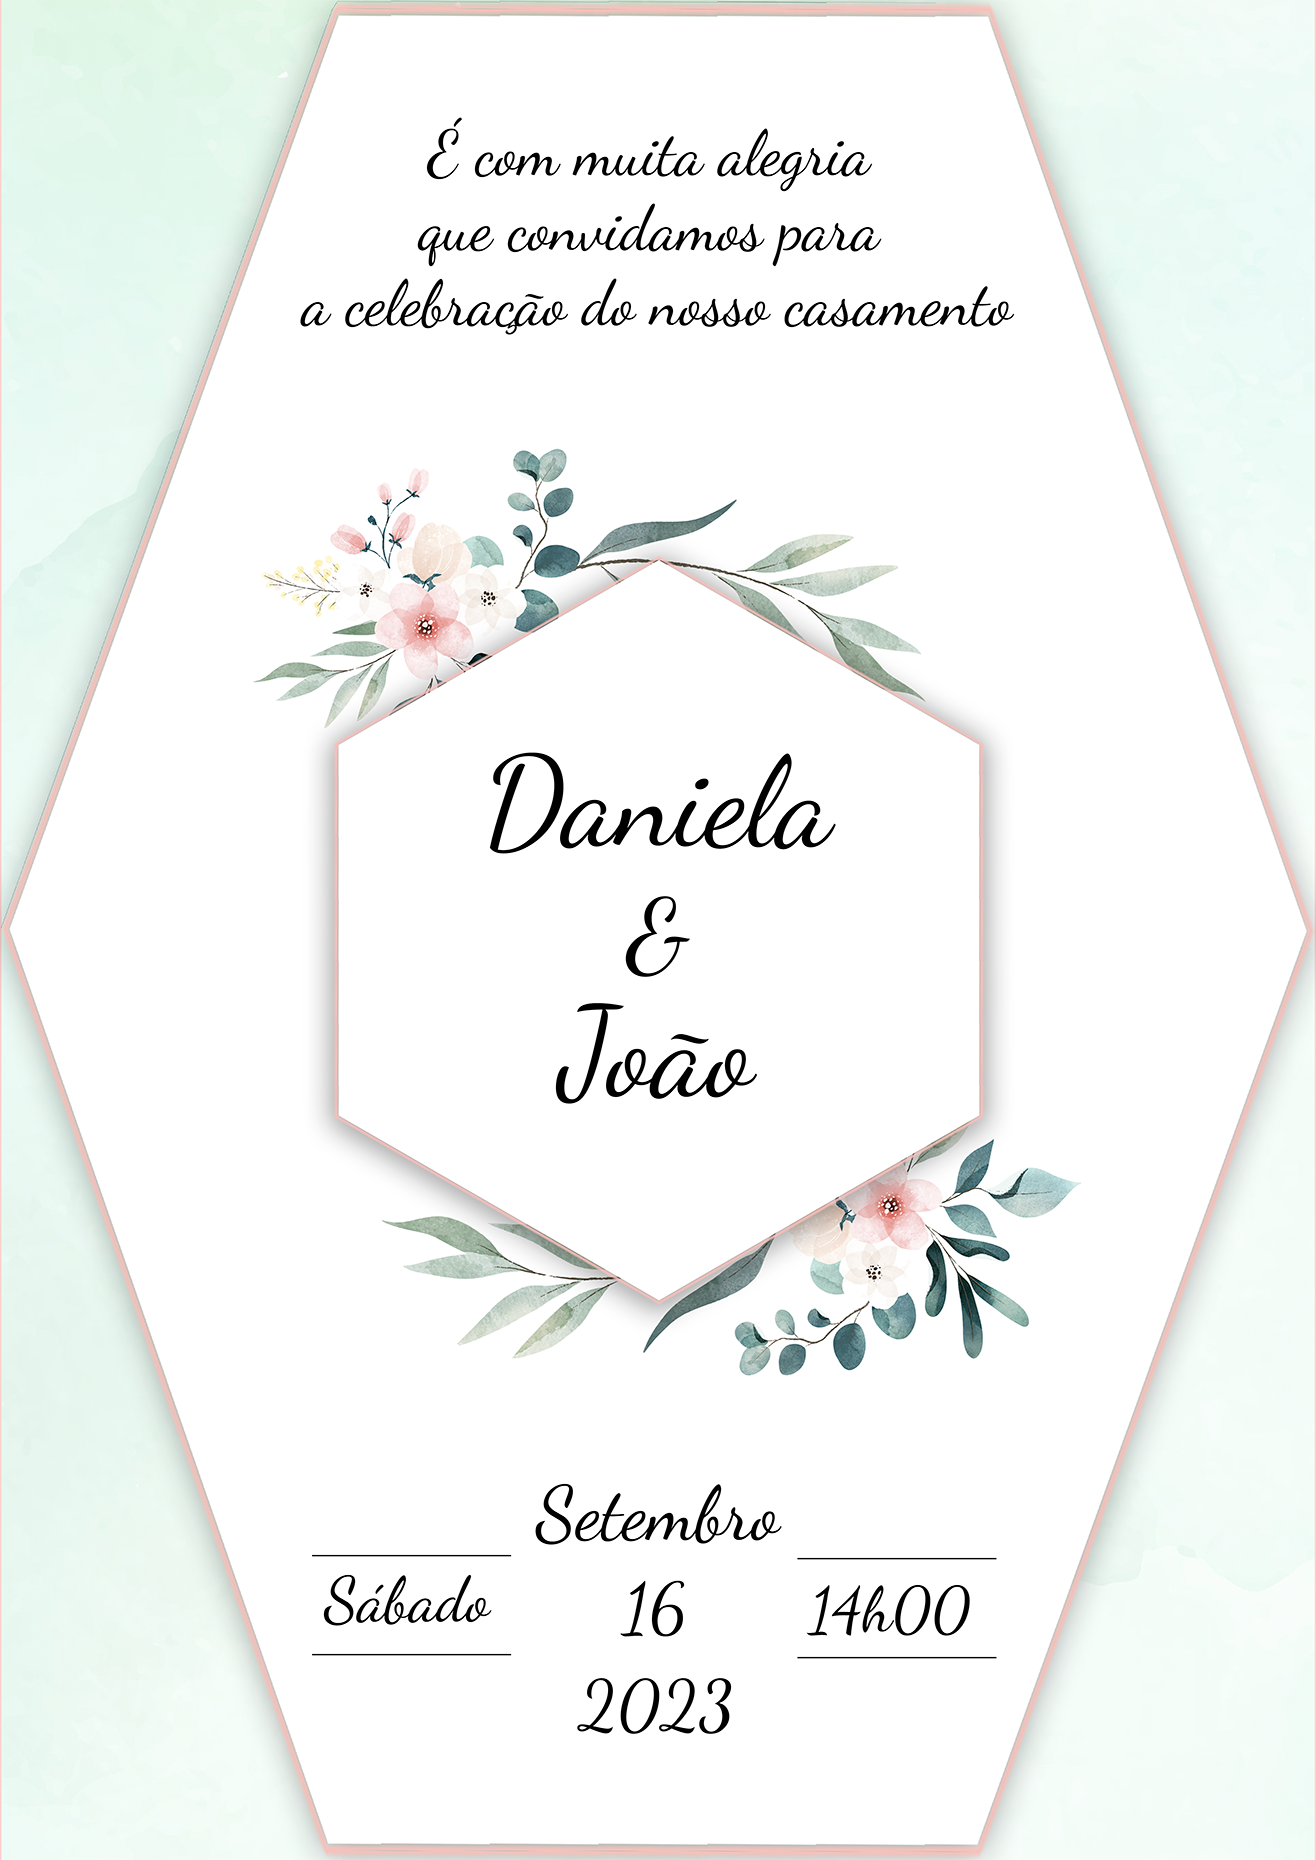 É com muita alegria
que convidamos para
a celebração do nosso casamento
Daniela
&
João
Setembro
Sábado
16
14h00
2023